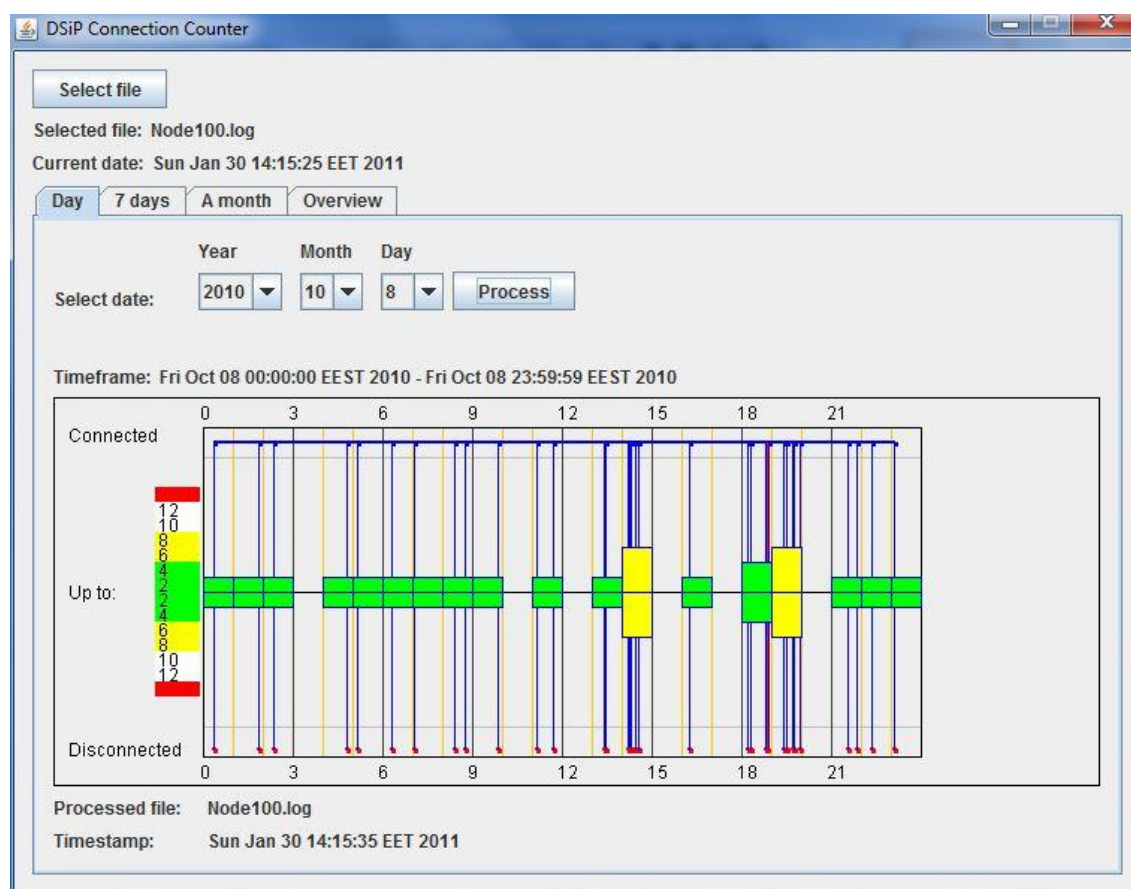 DSiP Connection Counter
Select file
Selected file: Node100.log
Current date: Sun Jan 30 14:15:25 EET 2011
Day 7 days A month Overview
Year Month Day
Select date: 2010 10 8 Process
Timeframe: Fri Oct 08 00:00:00 EEST 2010 - Fri Oct 08 23:59:59 EEST 2010
0 3 6 9 12 15 18 21
Connected
12
10
8
6
4
2
Up to:
2
4
6
8
10
12
Disconnected
0 3 6 9 12 15 18 21
Processed file: Node100.log
Timestamp: Sun Jan 30 14:15:35 EET 2011